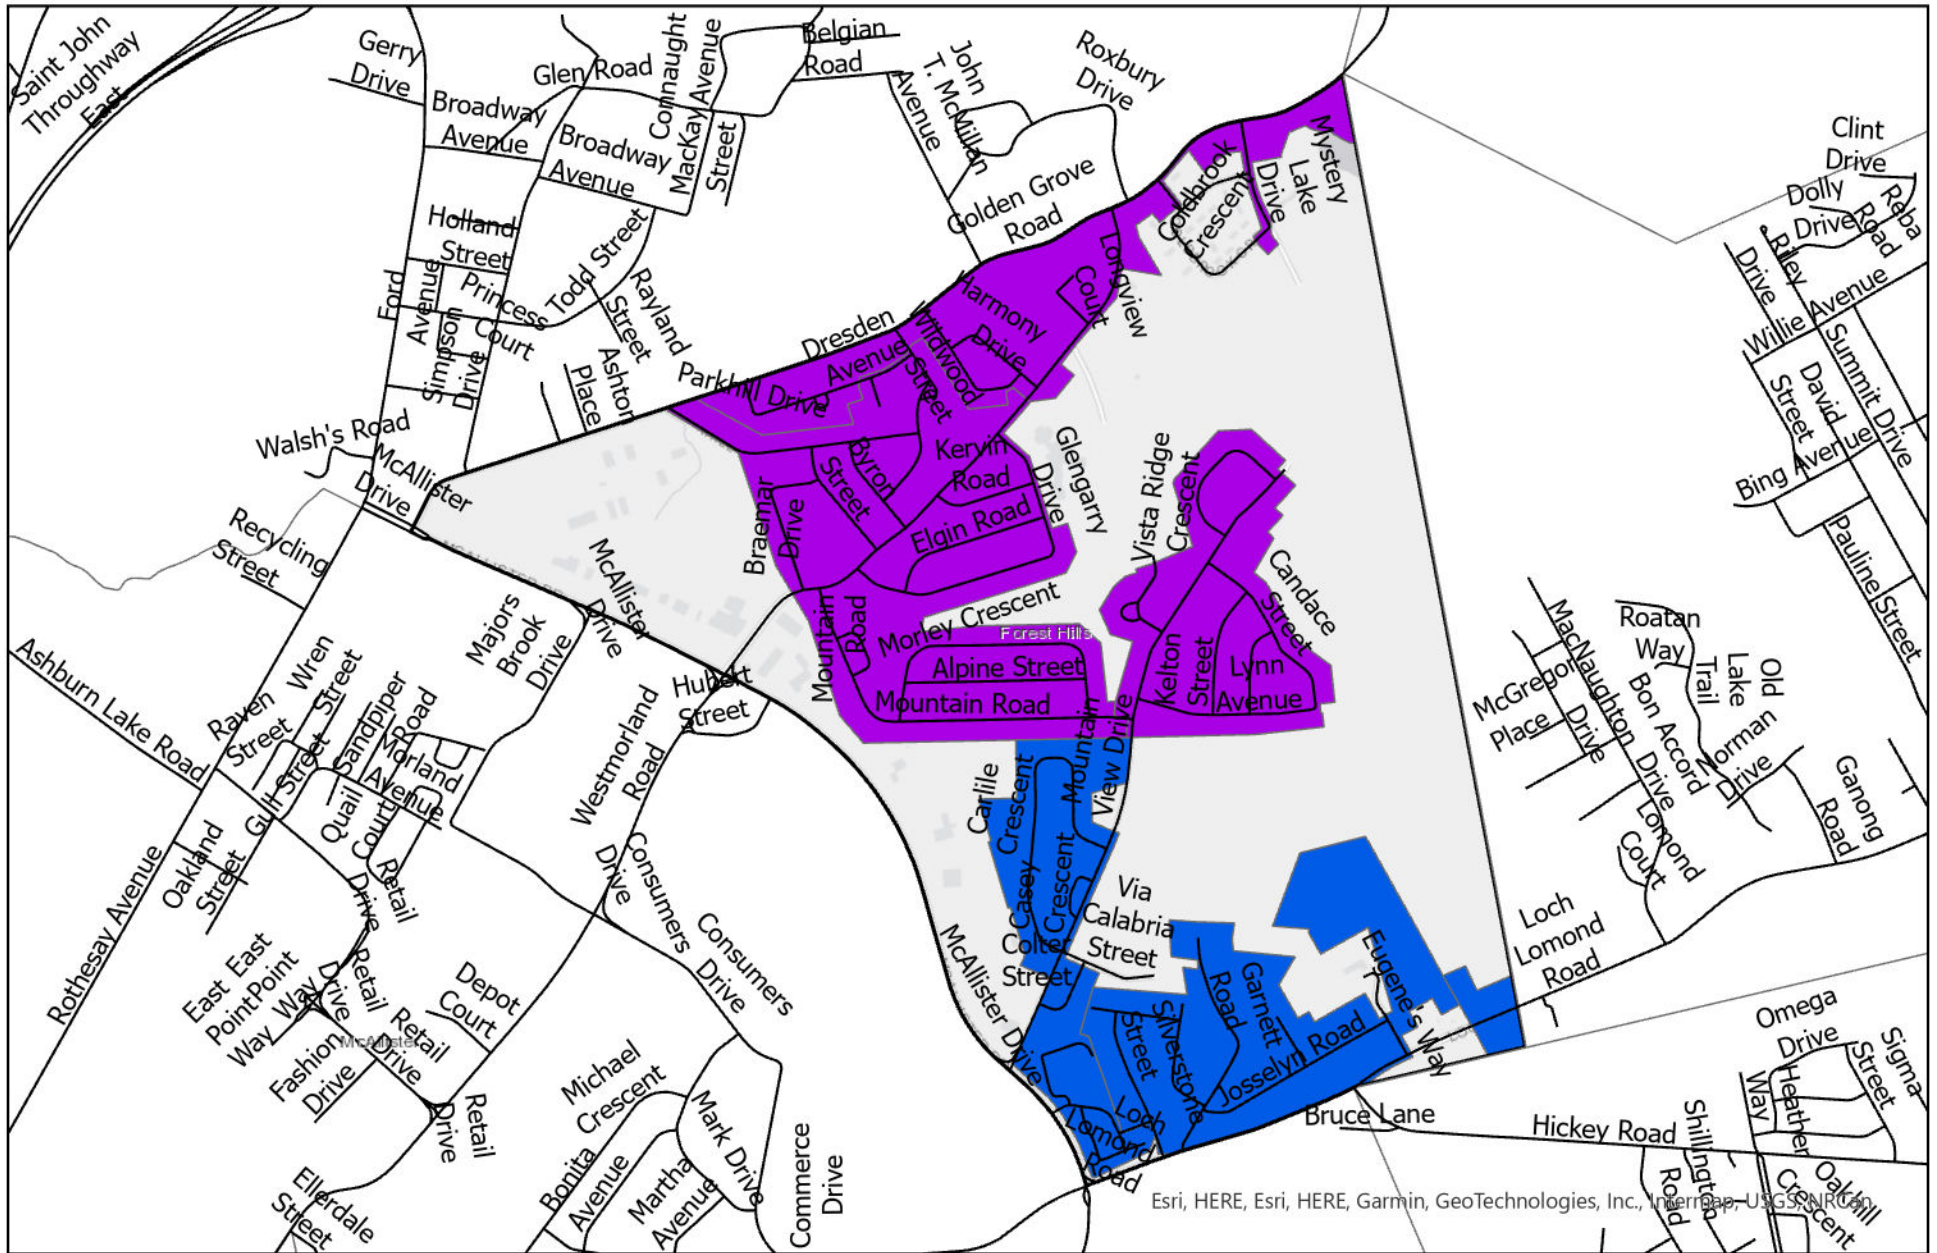 Saint John
Throughway
East
Gerry
Drive
Glen Road
Connaught
Avenue
MacKay
Street
Belgian
Road
Avenue
John
T. McMillan
Roxbury
Drive
Broadway
Avenue
Broadway
Avenue
Golden Grove
Road
Coldbrook
Crescent
Mystery
Lake
Drive
Clint
Drive
Dolly
Drive
Reba
Road
Riley
Drive
Willie Avenue
Summit Drive
David
Street
Bing Avenue
Pauline Street
Holland
Street
Todd Street
Ford
Avenue
Princess
Court
Simpson
Drive
Rayland
Street
Ashton
Place
Dresden
Avenue
Parkhill Drive
Wildwood
Street
Harmony
Drive
Longview
Court
Walsh's Road
McAllister
Drive
Recycling
Street
Byron
Street
Kervin
Road
Glengarry
Drive
Elgin Road
Braemar
Drive
Vista Ridge
Crescent
Candace
Street
McAllister
Drive
Majors
Brook
Drive
Mountain
Road
Morley Crescent
Forest Hills
Alpine Street
Mountain Road
Kelton
Street
Lynn
Avenue
Roatan
Way
Old
Lake
Trail
MacNaughton
Drive
McGregor
Place
Drive
Bon Accord
Drive
Norman
Drive
Ganong
Road
Lomond
Court
Ashburn Lake Road
Wren
Street
Raven
Street
Sandpiper
Road
Gull Street
Morland
Avenue
Quail
Court
Hubert
Street
Westmorland
Road
Mountain
View Drive
Carlile
Crescent
Casey
Crescent
Via
Calabria
Street
Colter
Street
Rothesay Avenue
Oakland
Street
Retail
Drive
Consumers
Drive
Consumers
Drive
Loch
Lomond
Road
Eugene's Way
Garnett
Road
Silverstone
Street
Josselyn Road
McAllister Drive
East East
Point Point
Way Way
Retail
Drive
Depot
Court
Retail
Drive
McAllister
Fashion
Drive
Michael
Crescent
Mark Drive
Loch
Lomond
Road
Bruce Lane
Hickey Road
Omega
Drive
Sigma
Street
Heather
Way
Shillington
Road
Oakhill
Crescent
Retail
Drive
Bonita
Avenue
Martha
Avenue
Commerce
Drive
Ellerdale
Street
Esri, HERE, Esri, HERE, Garmin, GeoTechnologies, Inc., Intermap, USGS, NRCan